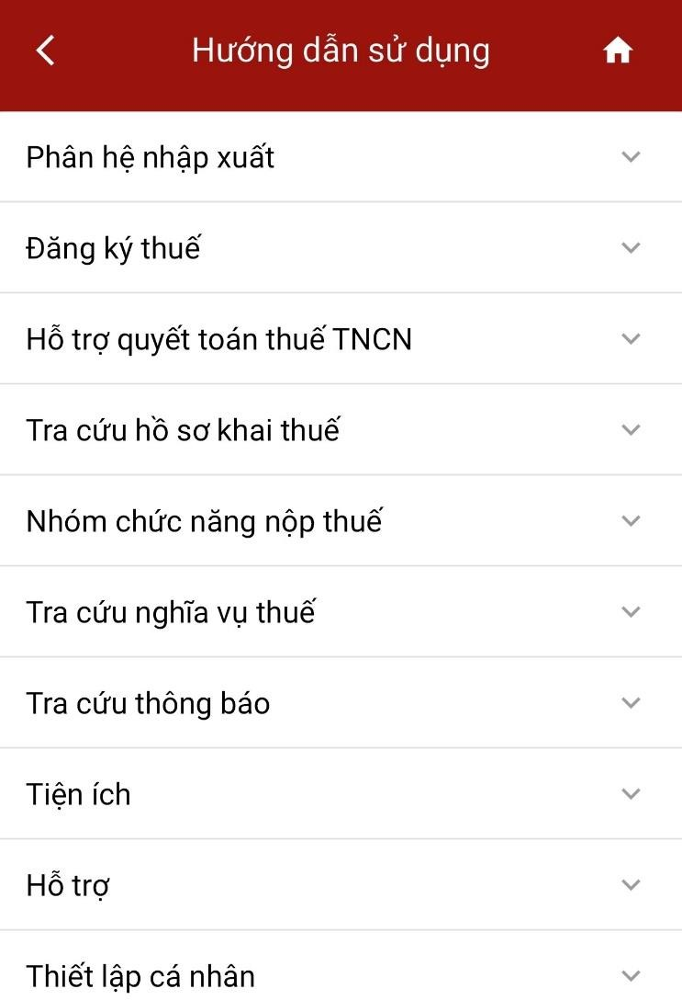 Hướng dẫn sử dụng
Phân hệ nhập xuất
Đăng ký thuế
Hỗ trợ quyết toán thuế TNCN
Tra cứu hồ sơ khai thuế
Nhóm chức năng nộp thuế
Tra cứu nghĩa vụ thuế
Tra cứu thông báo
Tiện ích
Hỗ trợ
Thiết lập cá nhân